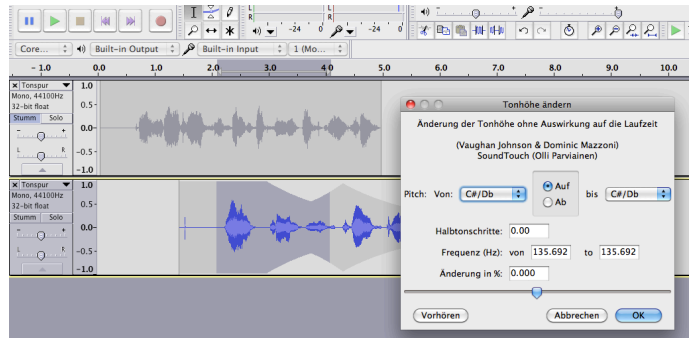 L R -24 0
L R -24 0
Core... Built-in Output Built-in Input 1 (Mo...
- 1.0 0.0 1.0 2.0 3.0 4.0 5.0 6.0 7.0 8.0 9.0 10.0
Tonspur
Mono, 44100Hz
32-bit float
Stumm Solo
- +
L R
1.0
0.5-
0.0-
-0.5-
-1.0
Tonspur
Mono, 44100Hz
32-bit float
Stumm Solo
- +
L R
1.0
0.5-
0.0-
-0.5-
-1.0
Tonhöhe ändern
Änderung der Tonhöhe ohne Auswirkung auf die Laufzeit
(Vaughan Johnson & Dominic Mazzoni)
SoundTouch (Olli Parviainen)
Pitch: Von: C#/Db Auf Ab bis C#/Db
Halbtonschritte: 0.00
Frequenz (Hz): von 135.692 to 135.692
Änderung in %: 0.000
Vorhören Abbrechen OK